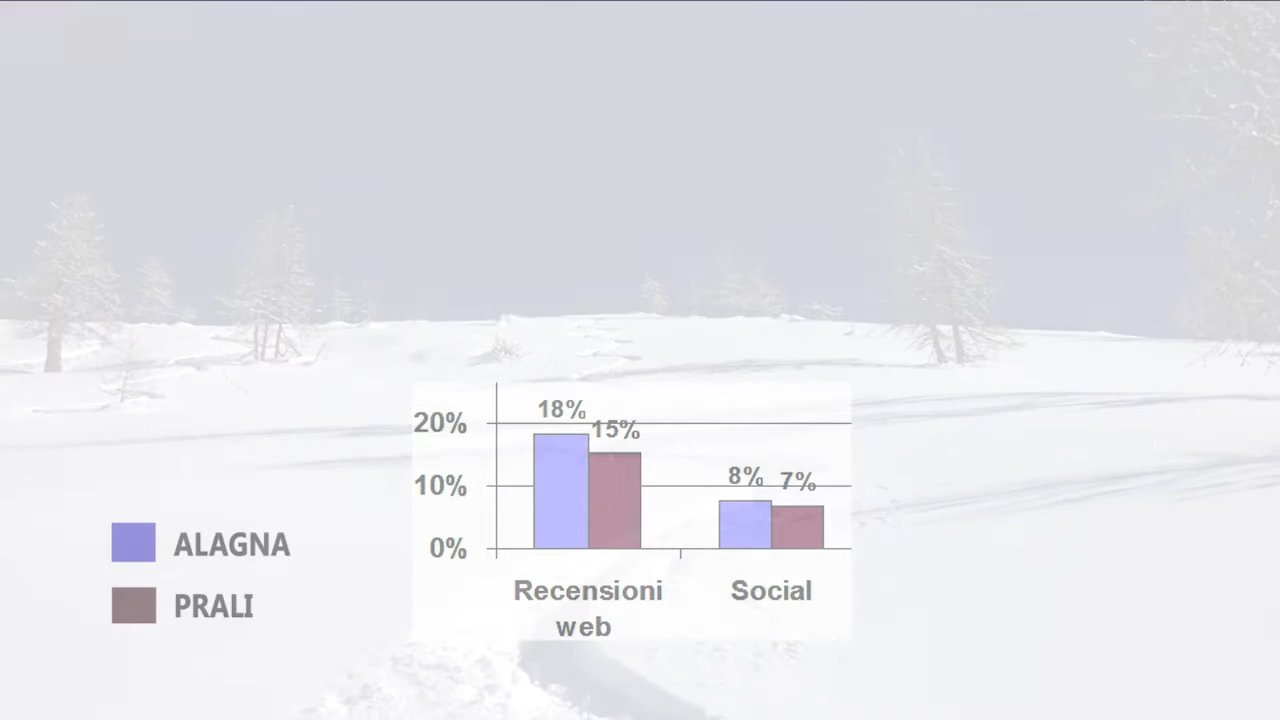 18%
20%
15%
8%
7%
10%
0%
ALAGNA
PRALI
Recensioni
web
Social